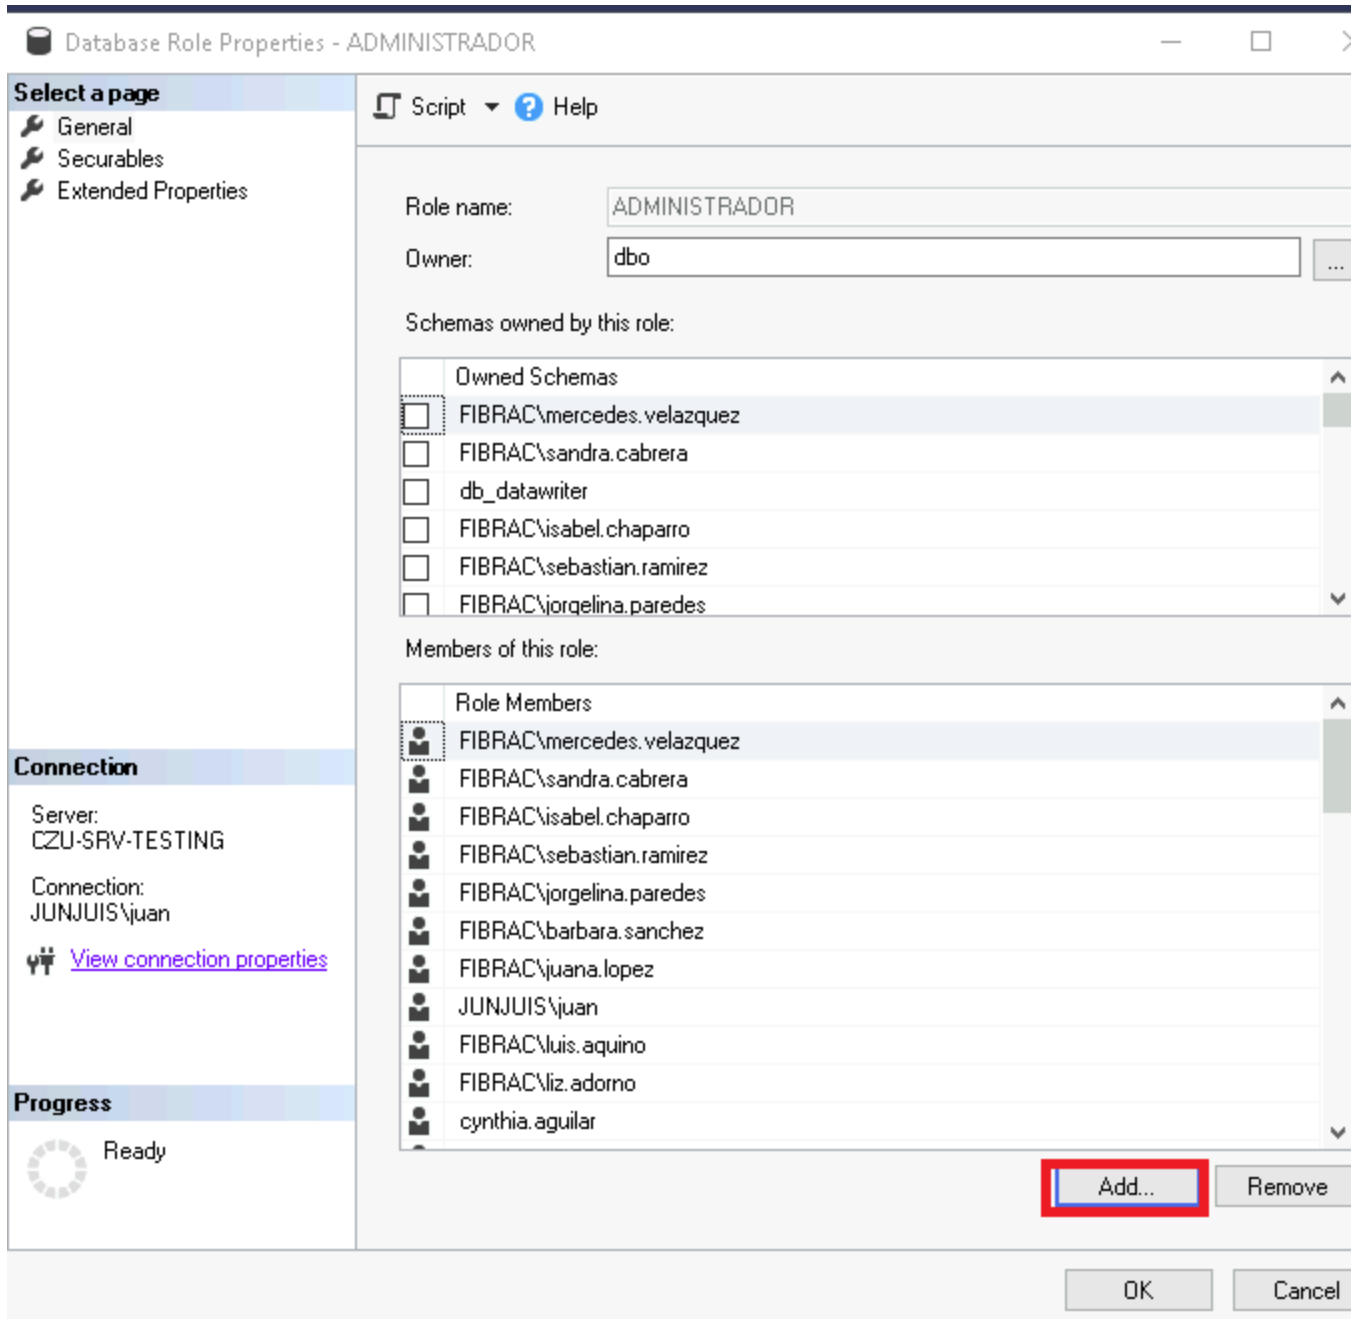 Database Role Properties - ADMINISTRADOR
Select a page
General
Securables
Extended Properties
Script
Help
Role name:
ADMINISTRADOR
Owner:
dbo
...
Schemas owned by this role:
Owned Schemas
FIBRAC\mercedes.velazquez
FIBRAC\sandra.cabrera
db_datawriter
FIBRAC\isabel.chaparro
FIBRAC\sebastian.ramirez
FIBRAC\jorgelina.paredes
Members of this role:
Role Members
FIBRAC\mercedes.velazquez
FIBRAC\sandra.cabrera
FIBRAC\isabel.chaparro
FIBRAC\sebastian.ramirez
FIBRAC\jorgelina.paredes
FIBRAC\barbara.sanchez
FIBRAC\juana.lopez
JUNJUIS\juan
FIBRAC\luis.aquino
FIBRAC\liz.adorno
cynthia.aguilar
Connection
Server:
CZU-SRV-TESTING
Connection:
JUNJUIS\juan
View connection properties
Progress
Ready
Add...
Remove
OK
Cancel